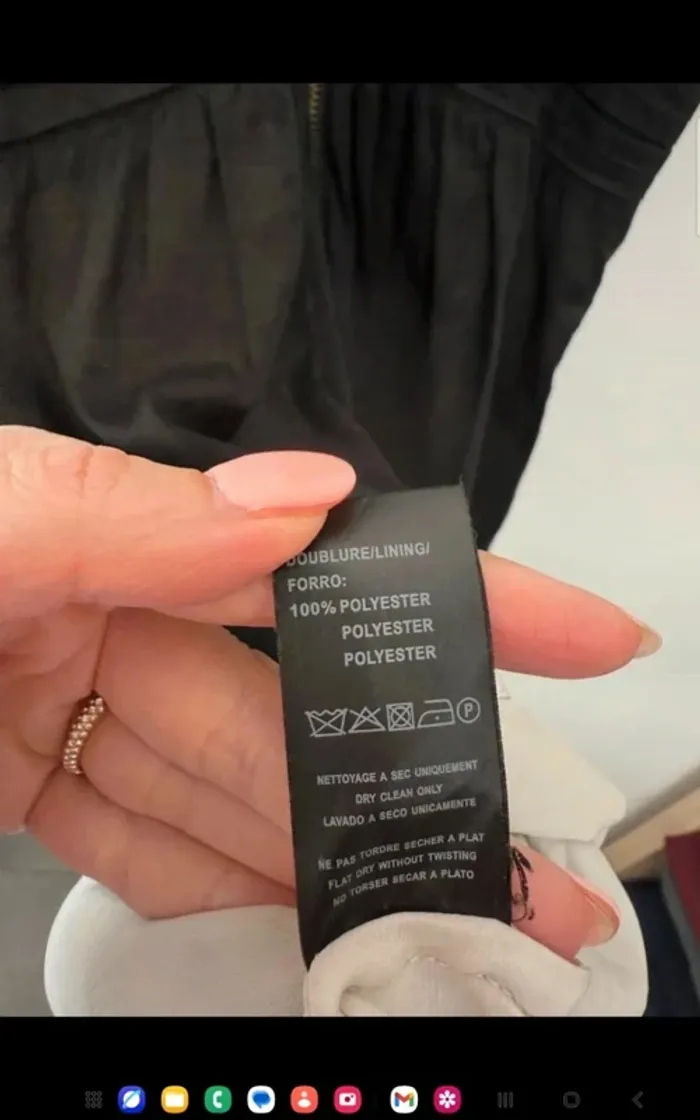 DOUBLURE/LINING/
FORRO:
100% POLYESTER
POLYESTER
POLYESTER
P
NETTOYAGE A SEC UNIQUEMENT
DRY CLEAN ONLY
LAVADO A SECO UNICAMENTE
NE PAS TORDRE SECHER A PLAT
FLAT DRY WITHOUT TWISTING
NO TORSER SECAR A PLATO